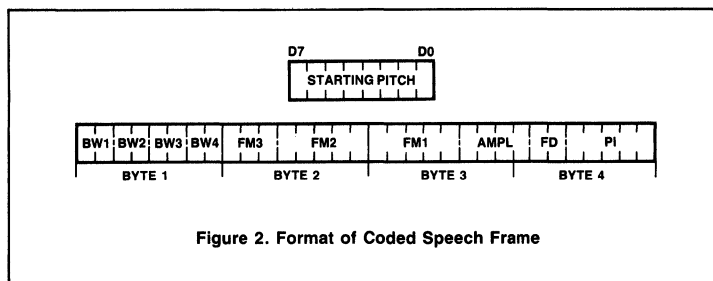 D7 D0
STARTING PITCH
BW1 BW2 BW3 BW4 FM3 FM2 FM1 AMPL FD PI
BYTE 1 BYTE 2 BYTE 3 BYTE 4
Figure 2. Format of Coded Speech Frame